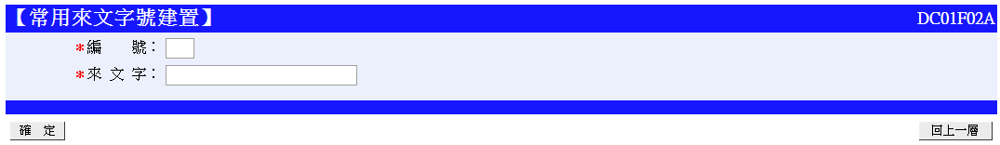 【常用來文字號建置】 DC01F02A
*編 號：
*來 文 字：
確 定 回上一層